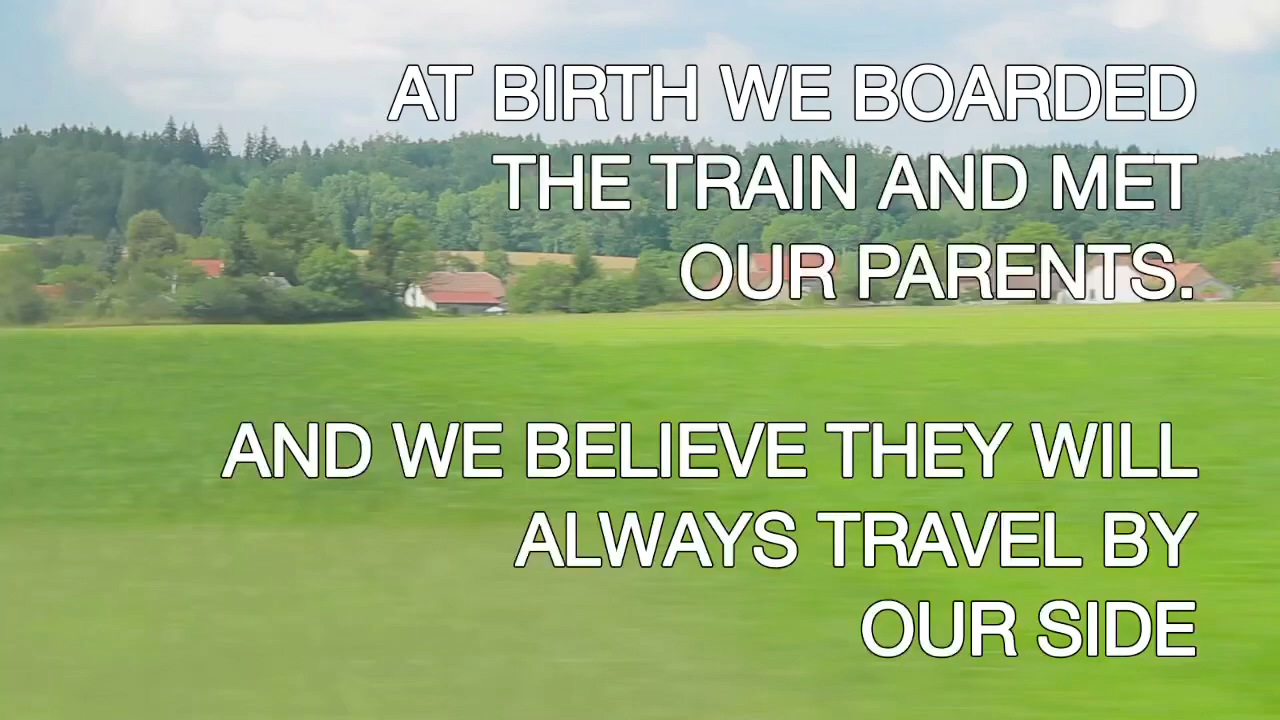 AT BIRTH WE BOARDED
THE TRAIN AND MET
OUR PARENTS.
AND WE BELIEVE THEY WILL
ALWAYS TRAVEL BY
OUR SIDE